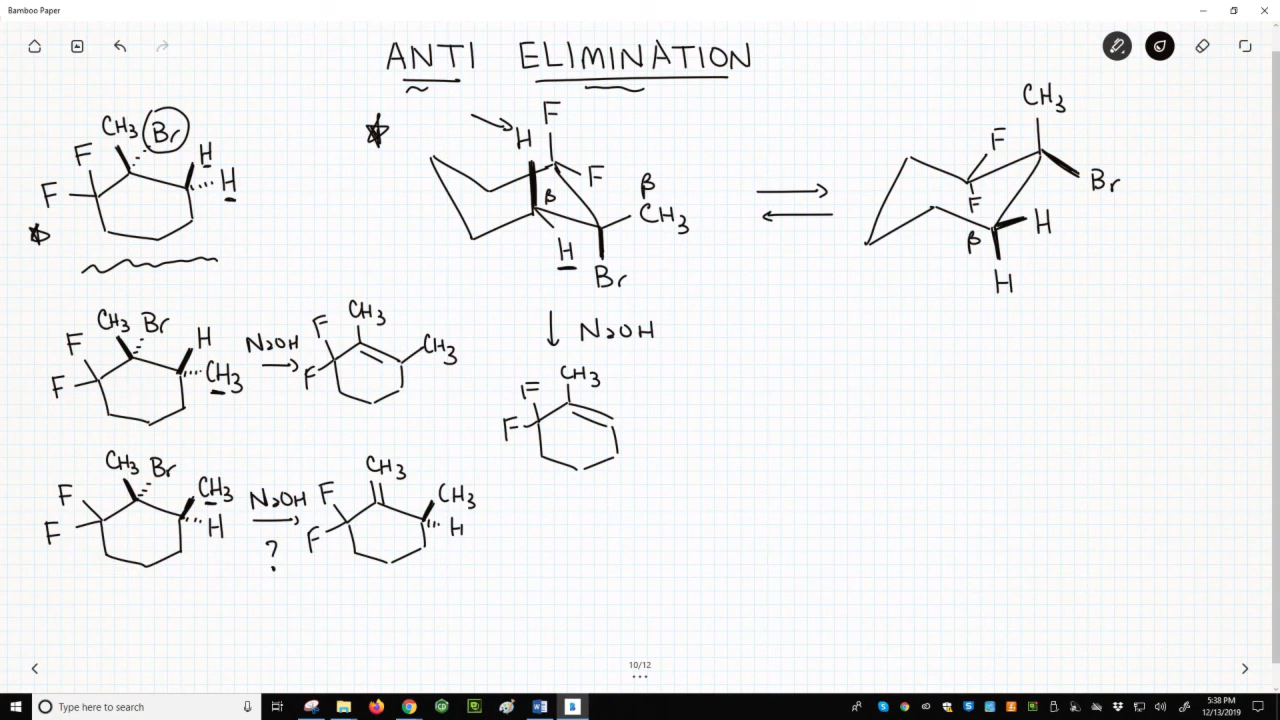 Bamboo Paper
ANTI ELIMINATION
CH3 Br
F
H
F
H
F
H
F
β
β
CH3
H
Br
CH3
F
Br
F
H
β
H
CH3 Br
F
H
F
CH3
NaOH
CH3
F
F
CH3
NaOH
CH3
F
F
CH3 Br
F
CH3
F
H
NaOH
?
CH3
F
CH3
F
H
10/12
Type here to search
5:38 PM
12/13/2019